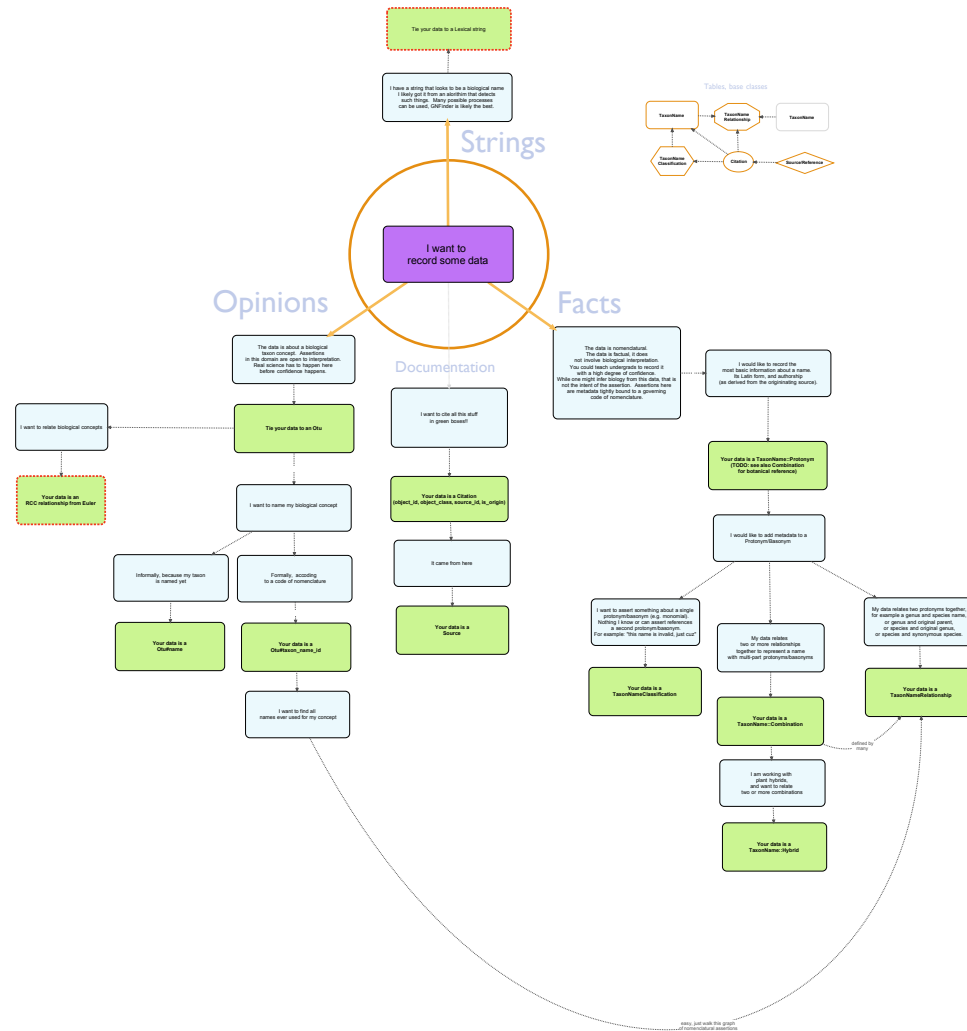 Tie your data to a Lexical string
I have a string that looks to be a biological name
I likely got it from an alorithm that detects
such things.  Many possible processes
can be used, GNFinder is likely the best.
Strings
Tables, base classes
TaxonName
TaxonName
Relationship
TaxonName
TaxonName
Classification
Citation
Source/Reference
I want to
record some data
Opinions
Facts
Documentation
The data is about a biological
taxon concept.  Assertions
in this domain are open to interpretation.
Real science has to happen here
before confidence happens.
The data is nomenclatural.
The data is factual, it does
not involve biological interpretation.
You could teach undergrads to record it
with a high degree of confidence.
While one might infer biology from this data, that is
not the intent of the assertion.  Assertions here
are metadata tightly bound to a governing
code of nomenclature.
I would like to record the
most basic information about a name.
Its Latin form, and authorship
(as derived from the origininating source).
I want to relate biological concepts
Tie your data to an Otu
I want to cite all this stuff
in green boxes!!
Your data is a TaxonName::Protonym
(TODO: see also Combination
for botanical reference)
Your data is an
RCC relationship from Euler
I want to name my biological concept
Your data is a Citation
(object_id, object_class, source_id, is_origin)
I would like to add metadata to a
Protonym/Basonym
Informally, because my taxon
is named yet
Formally,  accoding
to a code of nomenclature
It came from here
I want to assert something about a single
protonym/basonym (e.g. monomial).
Nothing I know or can assert references
a second protonym/basonym.
For example: "this name is invalid, just cuz"
My data relates
two or more relationships
together to represent a name
with multi-part protonyms/basonyms
My data relates two protonyms together,
for example a genus and species name,
or genus and original parent,
or species and original genus,
or species and synonymous species.
Your data is a
Otu#name
Your data is a
Otu#taxon_name_id
Your data is a
Source
Your data is a
TaxonNameClassification
Your data is a
TaxonName::Combination
Your data is a
TaxonNameRelationship
I want to find all
names ever used for my concept
defined by
many
I am working with
plant hybrids,
and want to relate
two or more combinations
Your data is a
TaxonName::Hybrid
easy, just walk this graph
of nomenclatural assertions